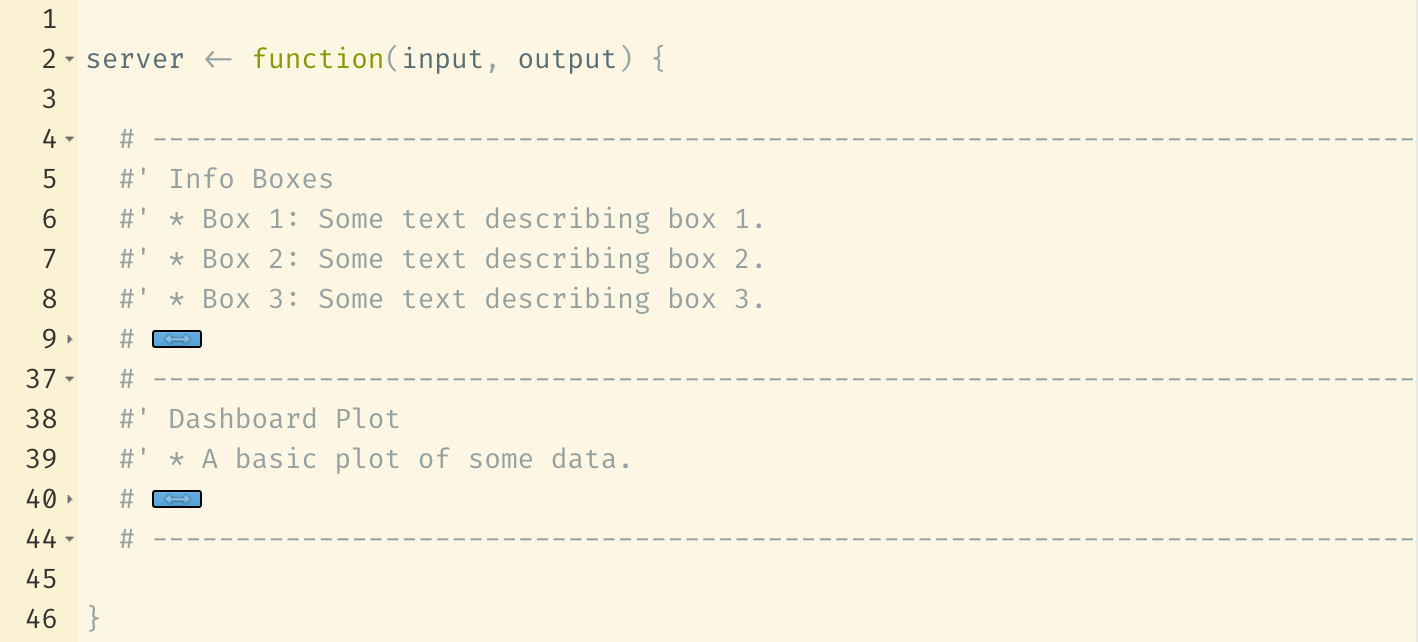 1
2 server <- function(input, output) {
3
4 # ----------------------------------------------------------------------------
5 #' Info Boxes
6 #' * Box 1: Some text describing box 1.
7 #' * Box 2: Some text describing box 2.
8 #' * Box 3: Some text describing box 3.
9 #
37 # ----------------------------------------------------------------------------
38 #' Dashboard Plot
39 #' * A basic plot of some data.
40 #
44 # ----------------------------------------------------------------------------
45
46 }